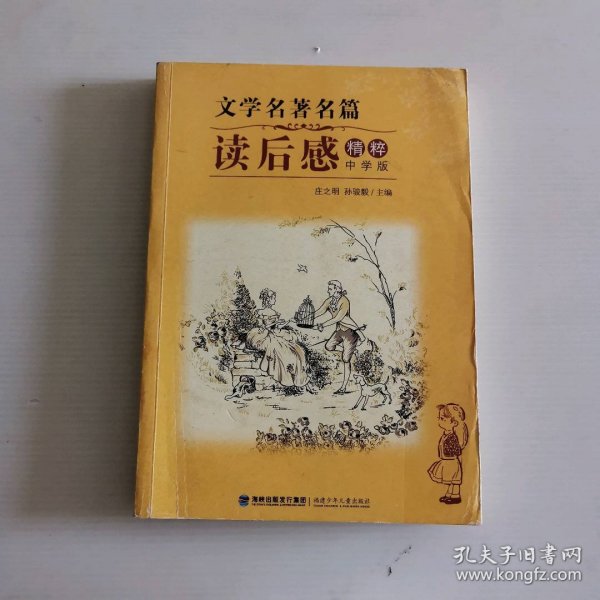 文学名著名篇
读后感 精粹
中学版
庄之明 孙骏毅 / 主编
海峡出版发行集团 福建少年儿童出版社
孔夫子旧书网
www.kongfz.com